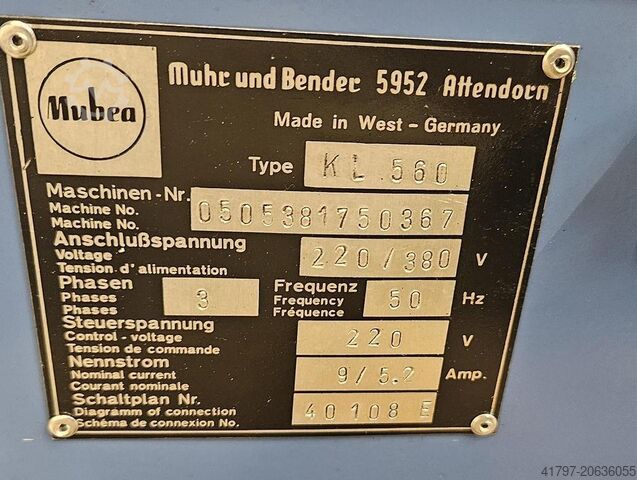 Mubea
Muhr und Bender 5952 Attendorn
Made in West-Germany
Type KL 560
Maschinen-Nr.
Machine No. 0505381750367
Machine No.
Anschlußspannung
Voltage 220/380 V
Tension d'alimentation
Phasen 3 Frequenz 50 Hz
Phases Frequency
Phases Fréquence
Steuerspannung
Control-voltage 220 V
Tension de commande
Nennstrom
Nominal current 9/5.2 Amp.
Courant nominale
Schaltplan Nr.
Diagramm of connection 40108 E
Schéma de connexion No.
41797-20636055